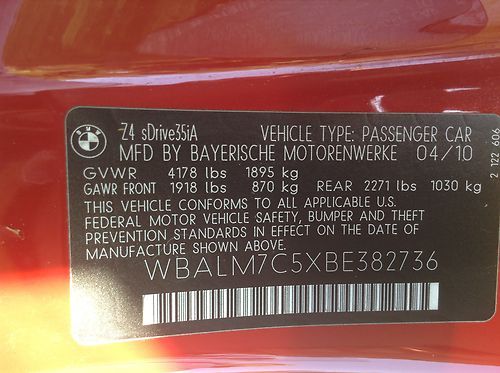 BMW
Z4 sDrive35iA VEHICLE TYPE: PASSENGER CAR
MFD BY BAYERISCHE MOTORENWERKE 04/10
GVWR 4178 lbs 1895 kg
GAWR FRONT 1918 lbs 870 kg REAR 2271 lbs 1030 kg
THIS VEHICLE CONFORMS TO ALL APPLICABLE U.S.
FEDERAL MOTOR VEHICLE SAFETY, BUMPER AND THEFT
PREVENTION STANDARDS IN EFFECT ON THE DATE OF
MANUFACTURE SHOWN ABOVE.
WBALM7C5XBE382736
2 122 606